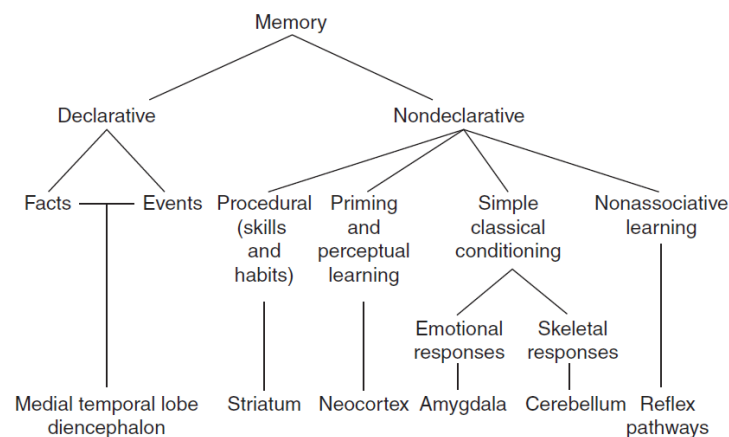 Memory
Declarative
Nondeclarative
Facts
Events
Procedural
(skills
and
habits)
Priming
and
perceptual
learning
Simple
classical
conditioning
Nonassociative
learning
Emotional
responses
Skeletal
responses
Medial temporal lobe
diencephalon
Striatum
Neocortex
Amygdala
Cerebellum
Reflex
pathways